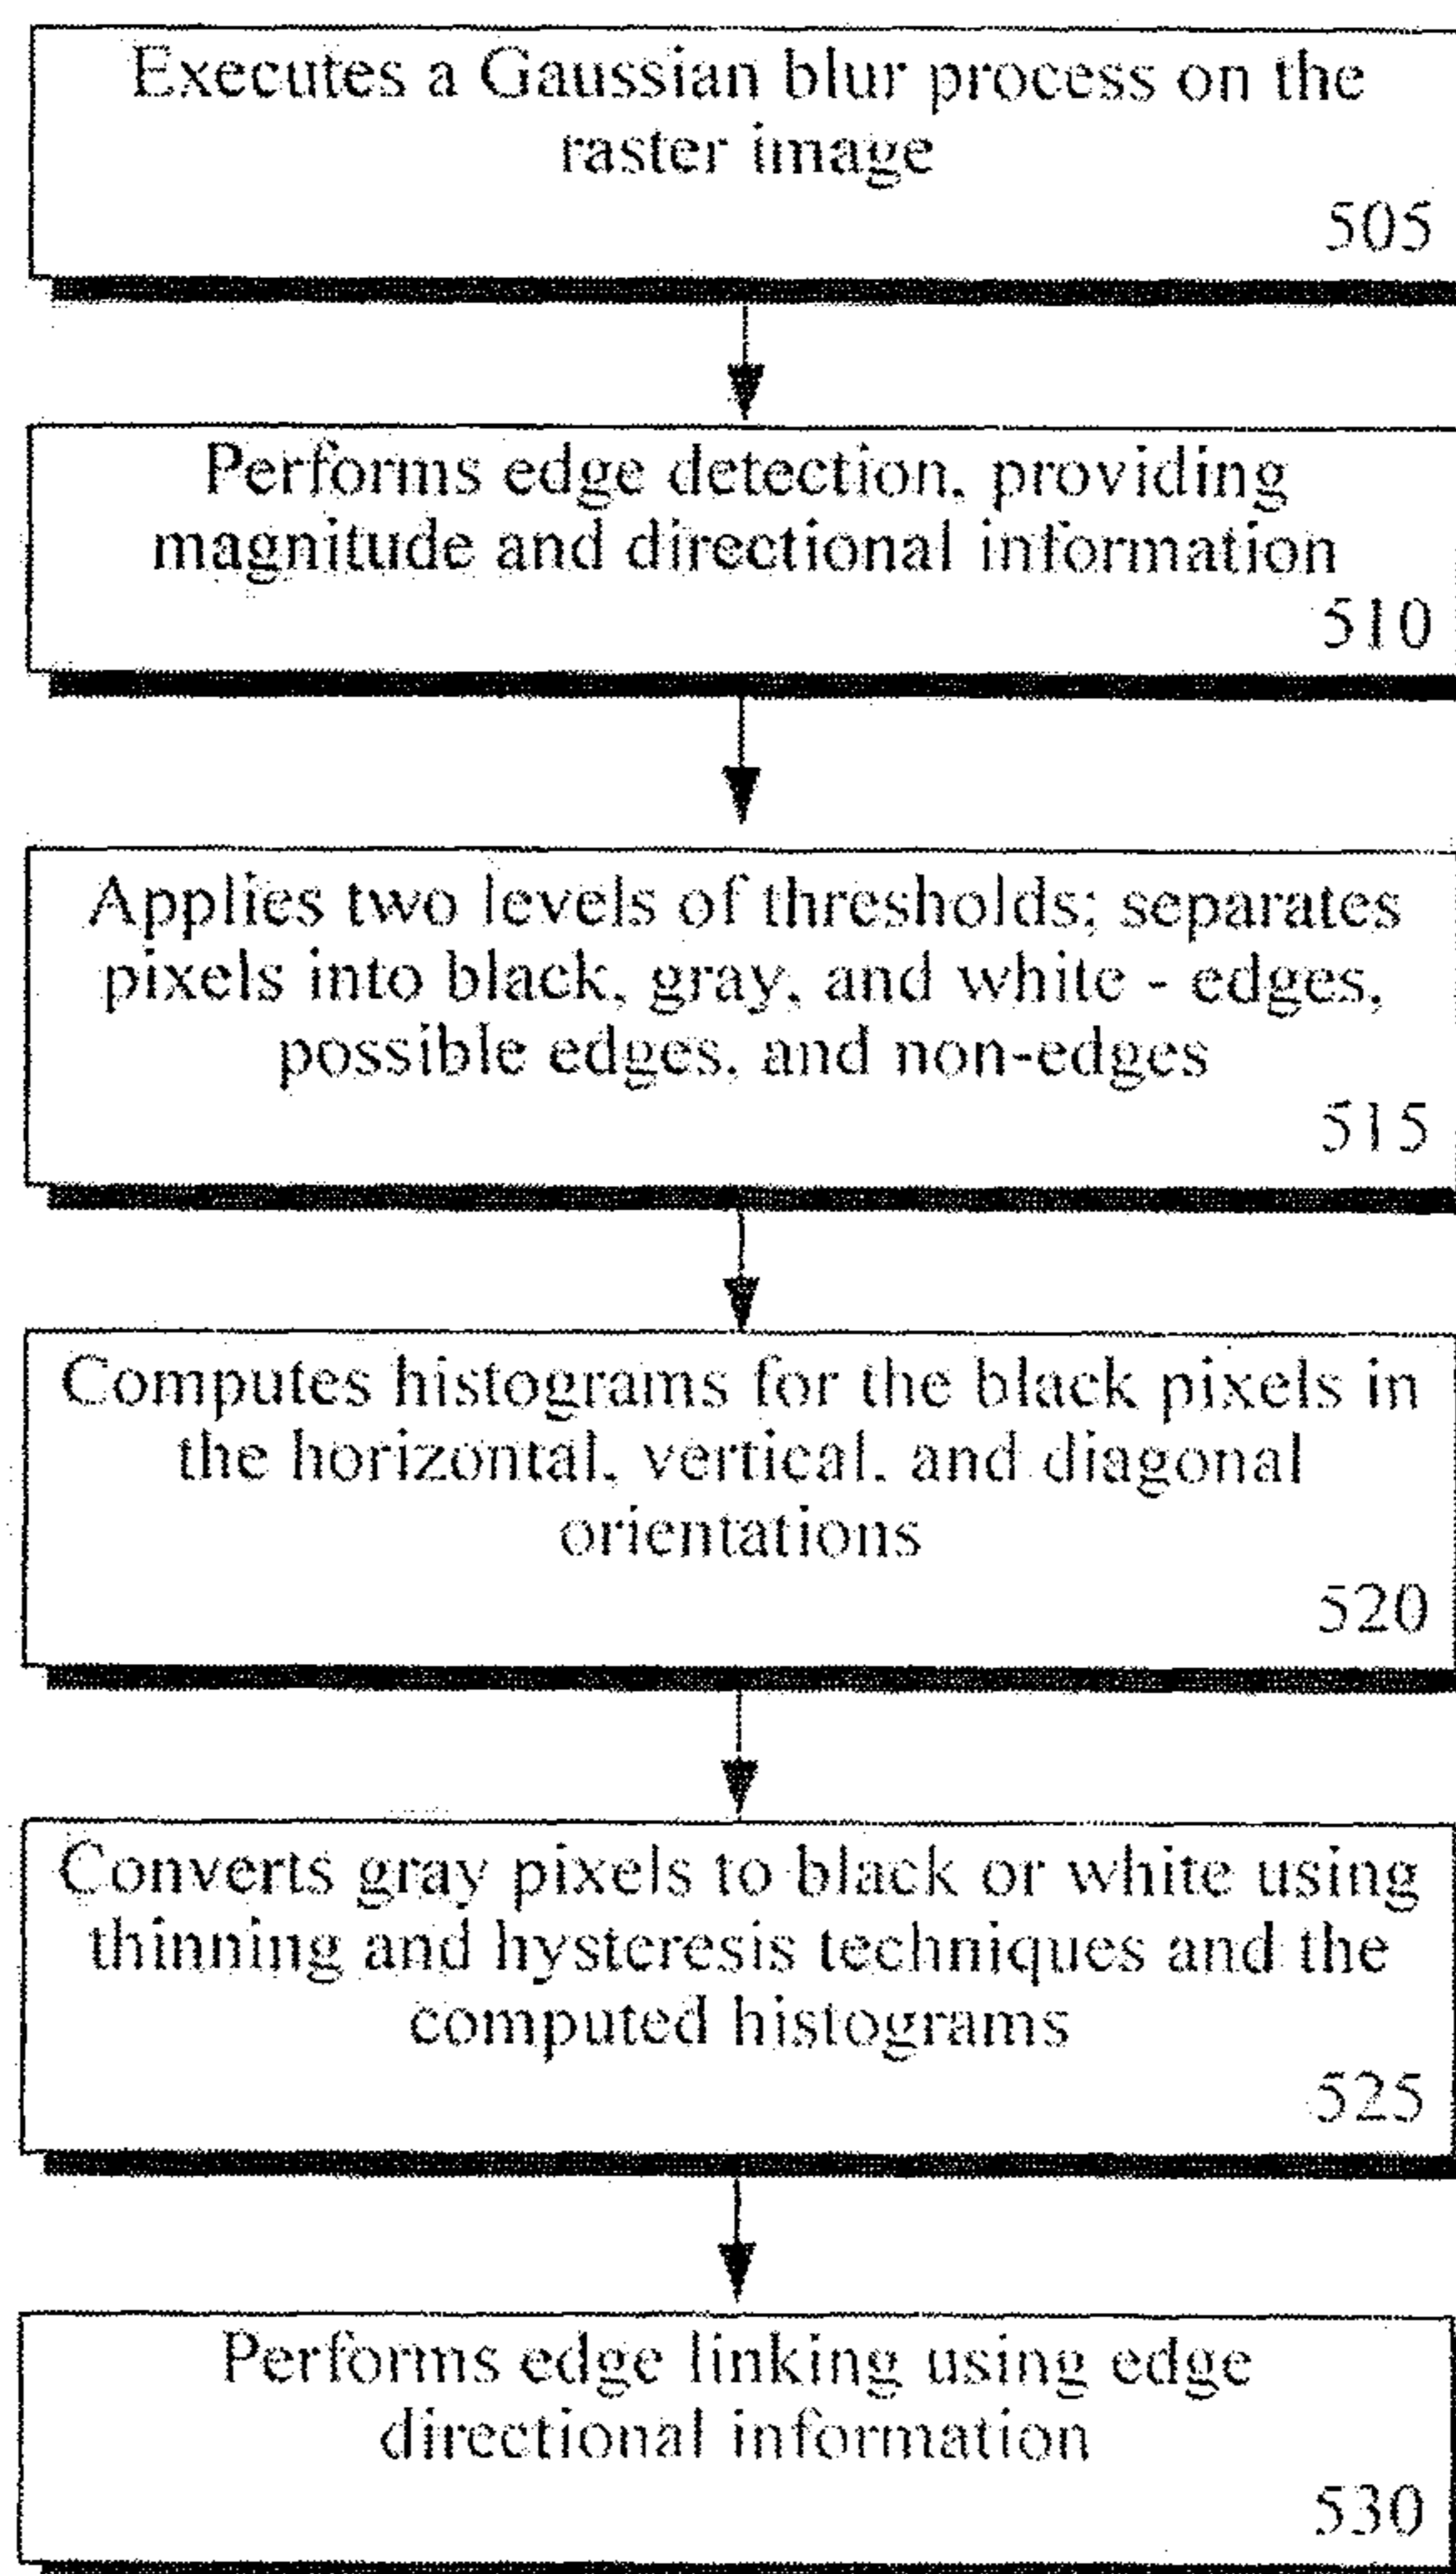 Executes a Gaussian blur process on the
raster image
505
Performs edge detection, providing
magnitude and directional information
510
Applies two levels of thresholds; separates
pixels into black, gray, and white - edges,
possible edges, and non-edges
515
Computes histograms for the black pixels in
the horizontal, vertical, and diagonal
orientations
520
Converts gray pixels to black or white using
thinning and hysteresis techniques and the
computed histograms
525
Performs edge linking using edge
directional information
530